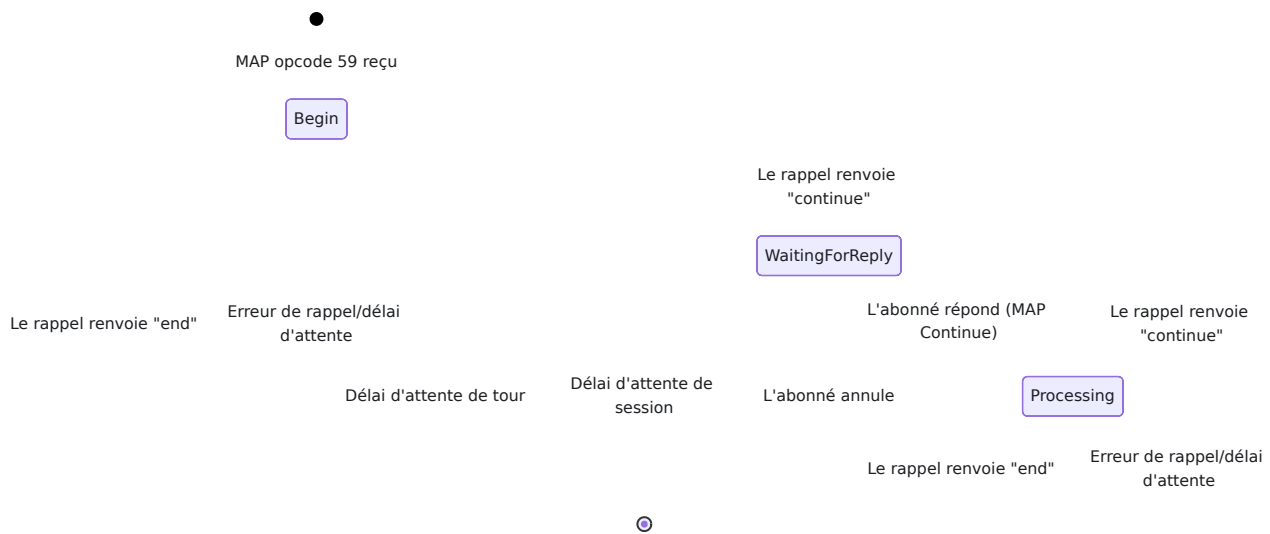 MAP opcode 59 reçu
Begin
Le rappel renvoie
"continue"
WaitingForReply
Le rappel renvoie "end"
Erreur de rappel/délai
d'attente
L'abonné répond (MAP
Continue)
Le rappel renvoie
"continue"
Délai d'attente de tour
Délai d'attente de
session
L'abonné annule
Processing
Le rappel renvoie "end"
Erreur de rappel/délai
d'attente